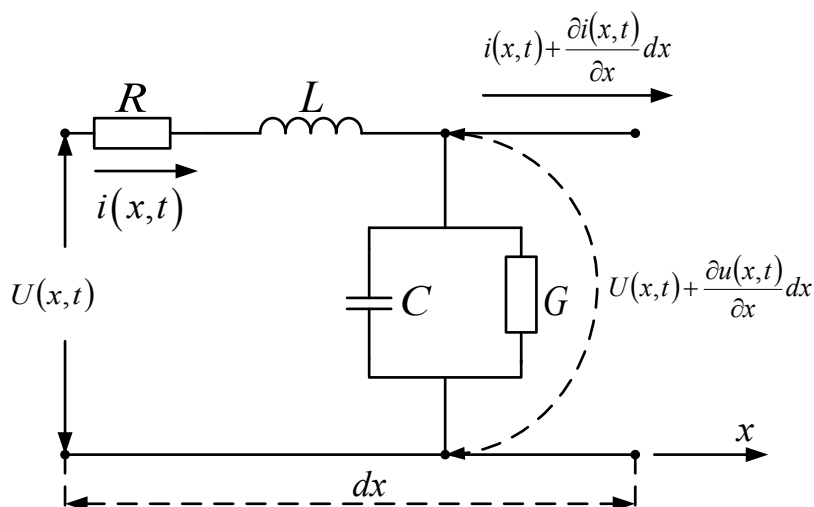 i(x,t)+∂i(x,t)/∂x dx
R
L
i(x,t)
U(x,t)
C
G
U(x,t)+∂u(x,t)/∂x dx
x
dx